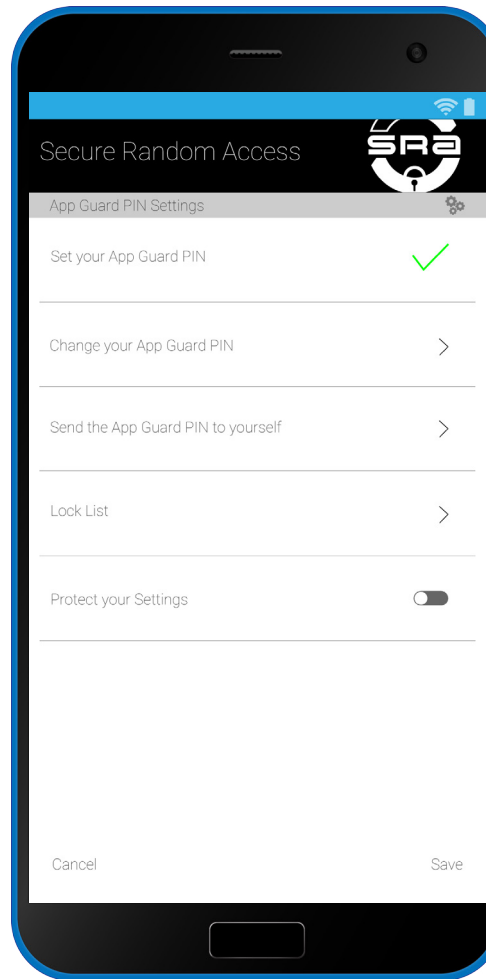 Secure Random Access
SRa
App Guard PIN Settings
Set your App Guard PIN
Change your App Guard PIN
Send the App Guard PIN to yourself
Lock List
Protect your Settings
Cancel
Save